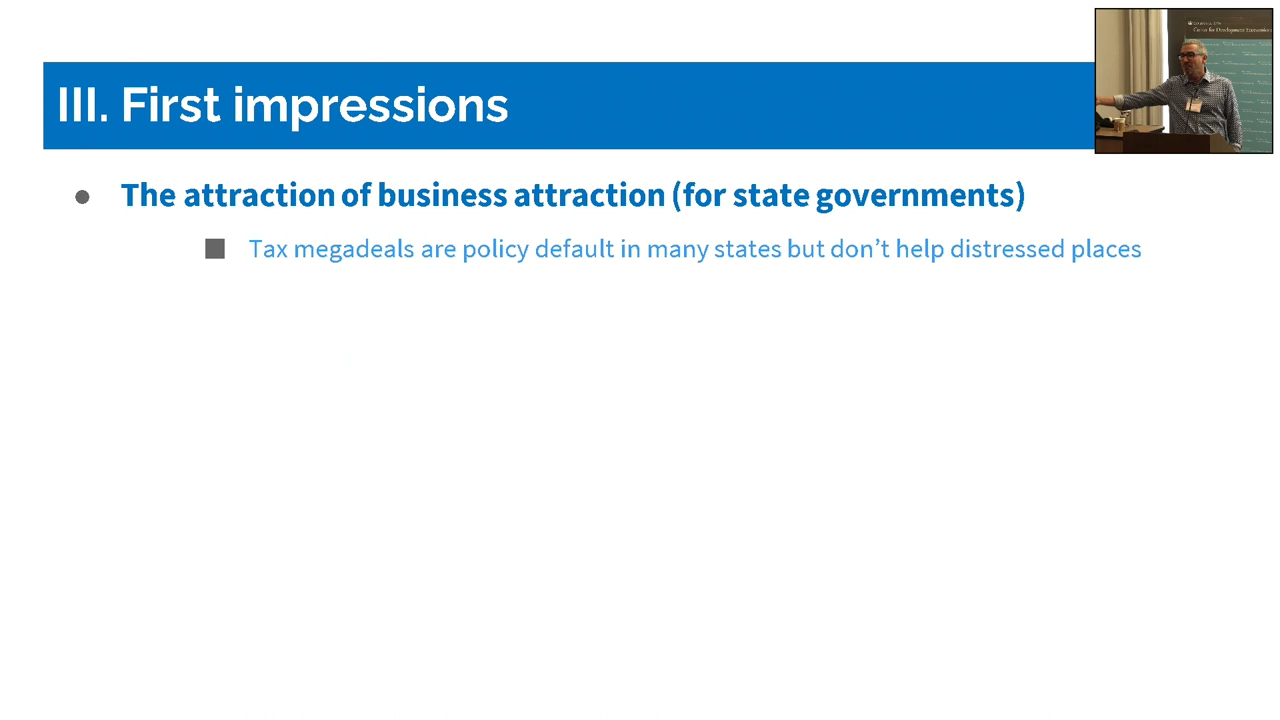 III. First impressions
● The attraction of business attraction (for state governments)
■ Tax megadeals are policy default in many states but don’t help distressed places